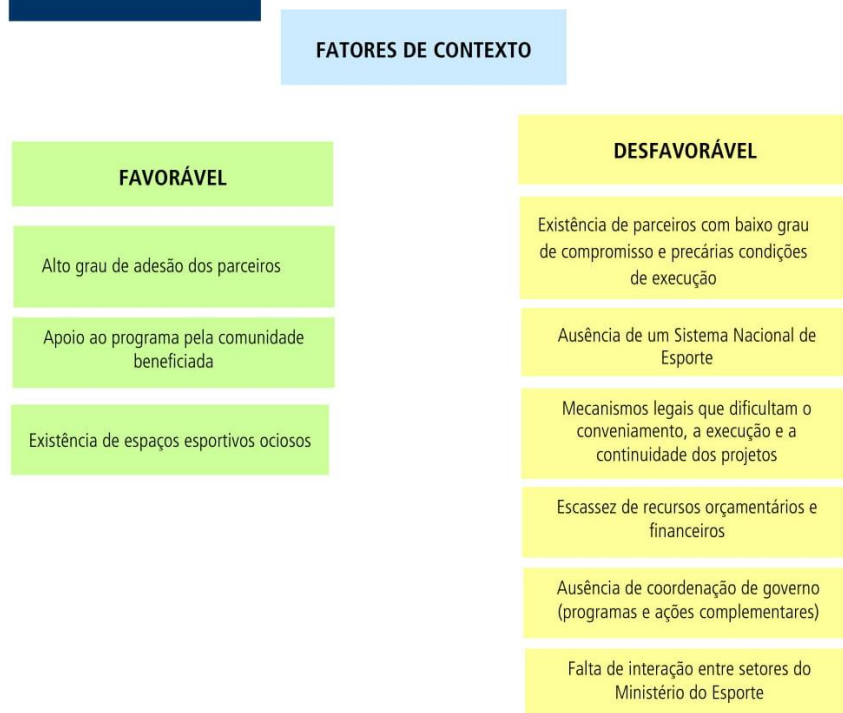 FATORES DE CONTEXTO
FAVORÁVEL
Alto grau de adesão dos parceiros
Apoio ao programa pela comunidade
beneficiada
Existência de espaços esportivos ociosos
DESFAVORÁVEL
Existência de parceiros com baixo grau
de compromisso e precárias condições
de execução
Ausência de um Sistema Nacional de
Esporte
Mecanismos legais que dificultam o
conveniamento, a execução e a
continuidade dos projetos
Escassez de recursos orçamentários e
financeiros
Ausência de coordenação de governo
(programas e ações complementares)
Falta de interação entre setores do
Ministério do Esporte